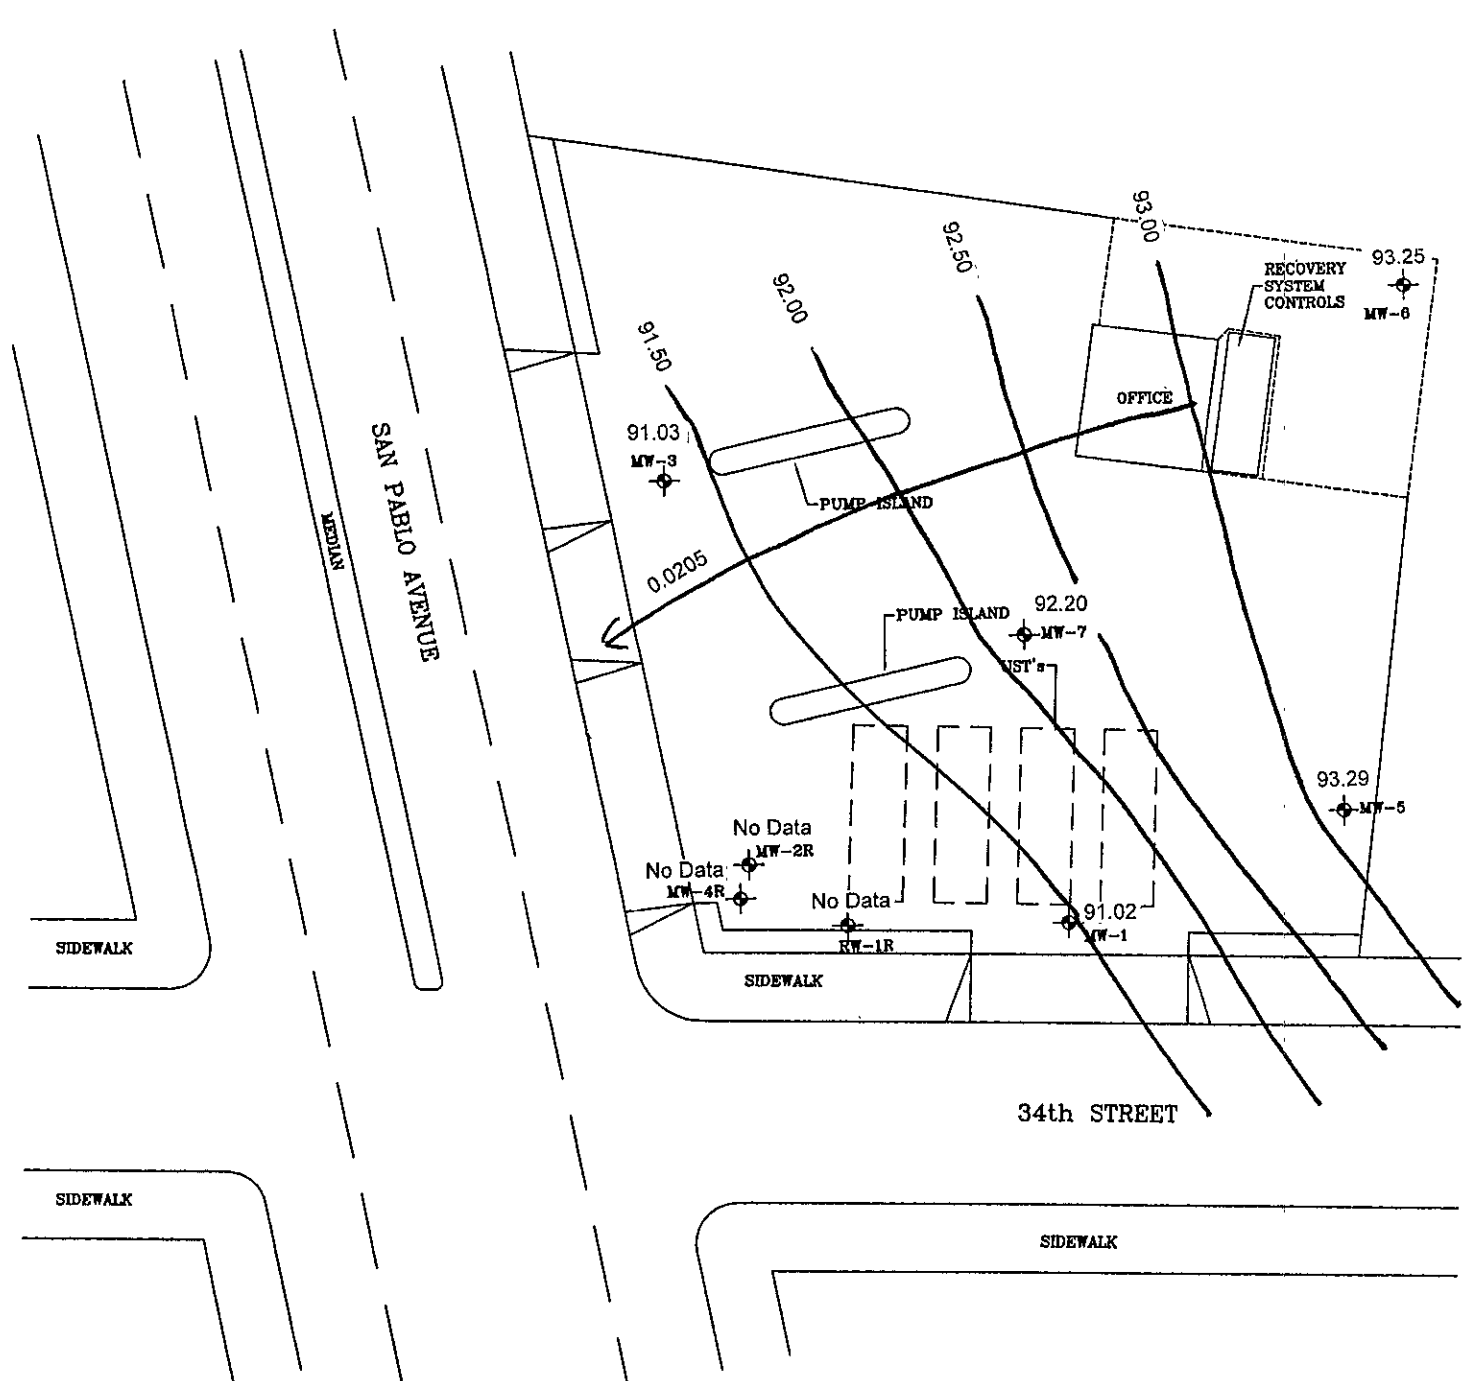 93.00
92.50
92.00
91.50
93.25
MW-6
RECOVERY
SYSTEM
CONTROLS
OFFICE
91.03
MW-3
PUMP ISLAND
0.0205
SAN PABLO AVENUE
MEDIAN
92.20
MW-7
PUMP ISLAND
UST's
93.29
MW-5
No Data
MW-2R
No Data
MW-4R
No Data
RW-1R
91.02
MW-1
SIDEWALK
SIDEWALK
34th STREET
SIDEWALK
SIDEWALK